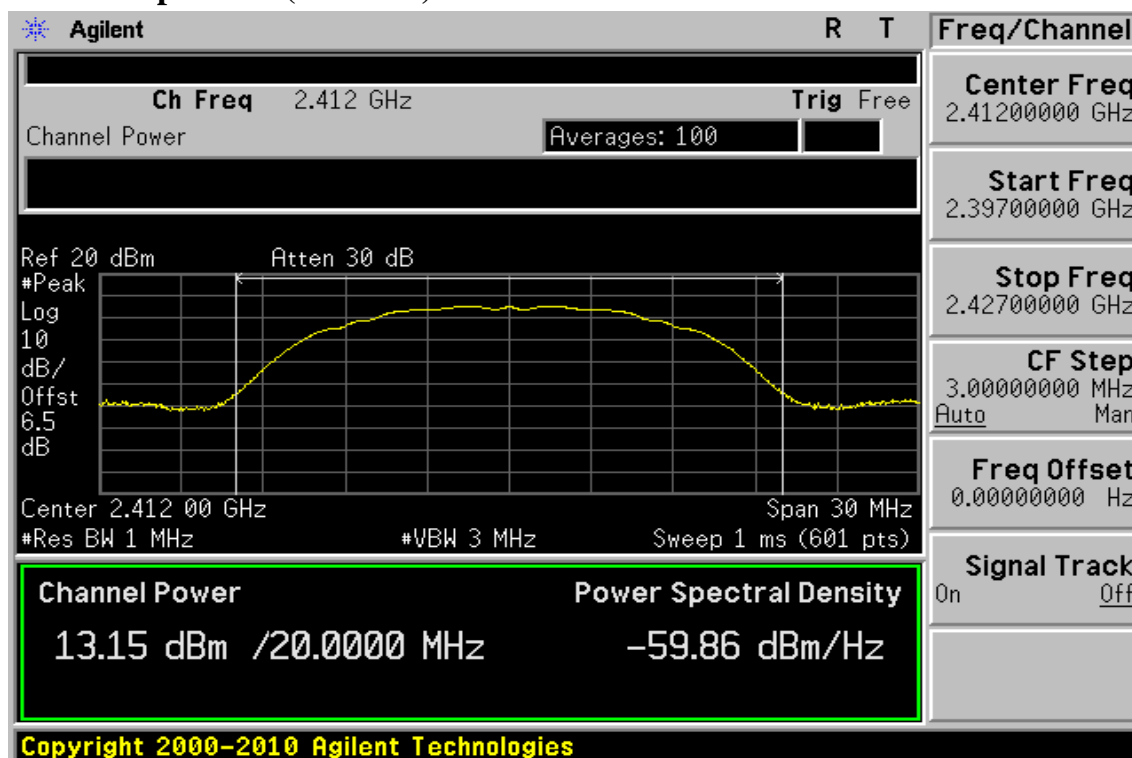 Agilent R T Freq/Channel
Ch Freq 2.412 GHz Trig Free
Channel Power Averages: 100
Center Freq
2.41200000 GHz
Start Freq
2.39700000 GHz
Stop Freq
2.42700000 GHz
CF Step
3.00000000 MHz
Auto Man
Freq Offset
0.00000000 Hz
Signal Track
On Off
Ref 20 dBm Atten 30 dB
#Peak
Log
10
dB/
Offst
6.5
dB
Center 2.412 00 GHz Span 30 MHz
#Res BW 1 MHz #VBW 3 MHz Sweep 1 ms (601 pts)
Channel Power Power Spectral Density
13.15 dBm /20.0000 MHz -59.86 dBm/Hz
Copyright 2000-2010 Agilent Technologies